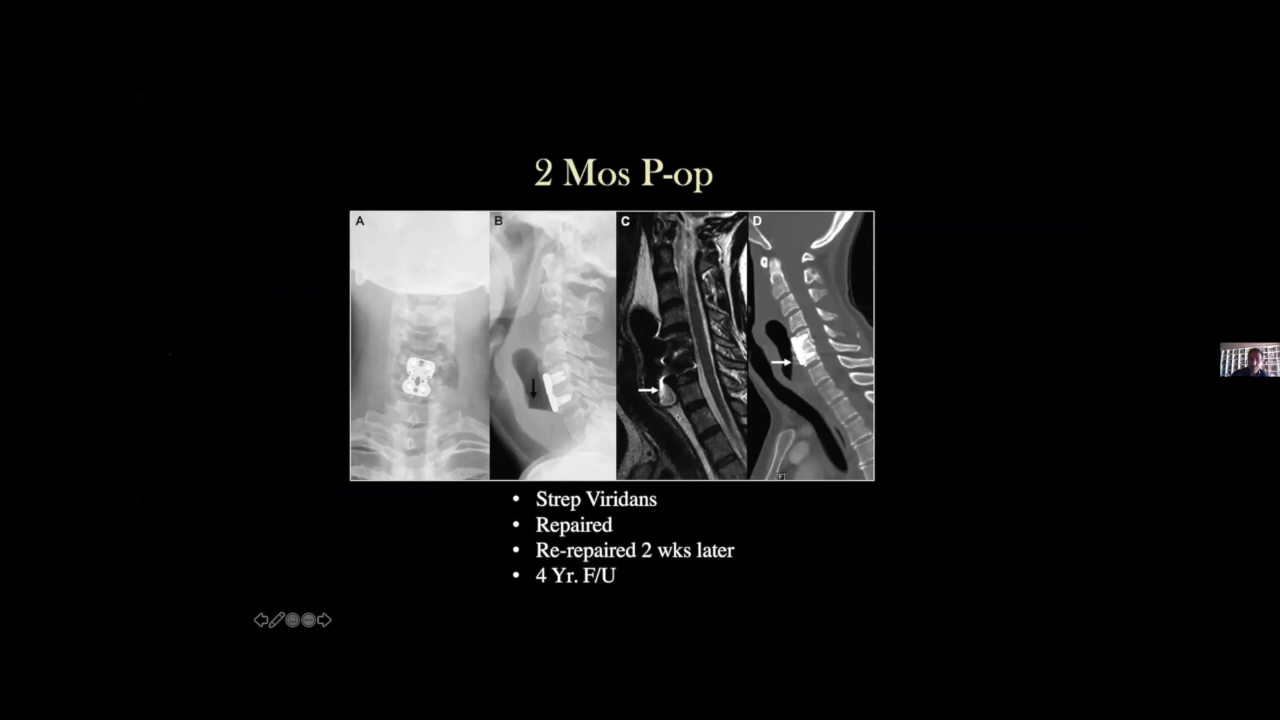 2 Mos P-op
A B C D
• Strep Viridans
• Repaired
• Re-repaired 2 wks later
• 4 Yr. F/U